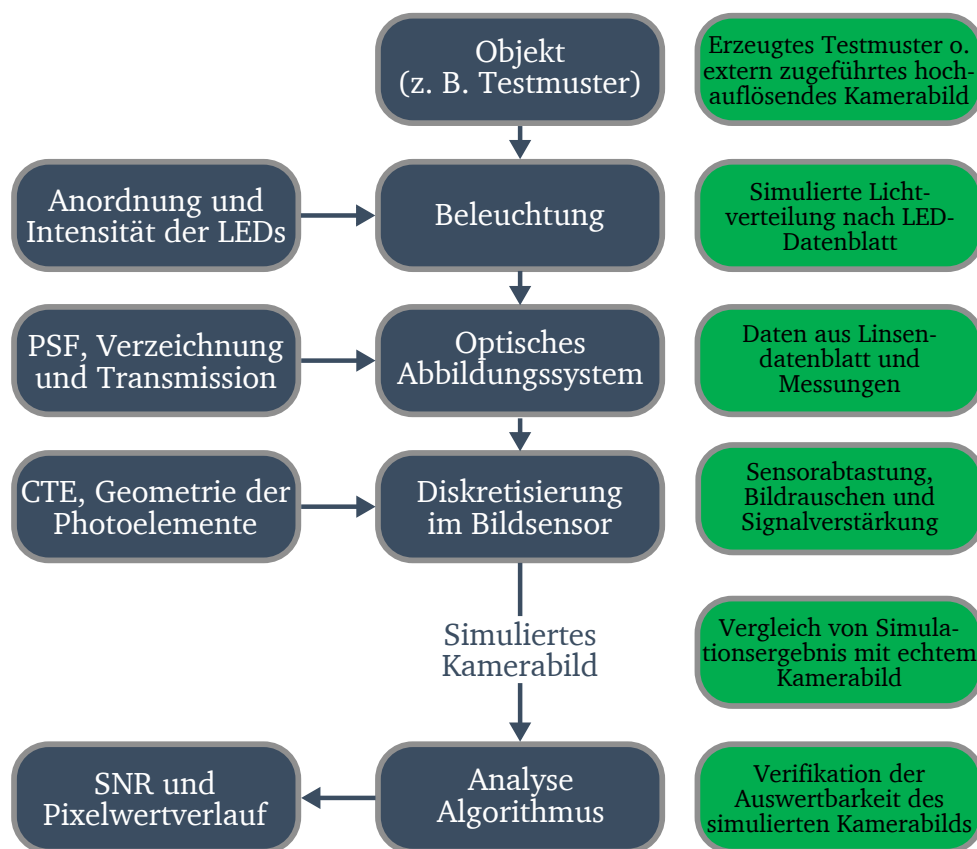 Objekt
(z. B. Testmuster)
Erzeugtes Testmuster o.
extern zugeführtes hoch-
auflösendes Kamerabild
Anordnung und
Intensität der LEDs
Beleuchtung
Simulierte Licht-
verteilung nach LED-
Datenblatt
PSF, Verzeichnung
und Transmission
Optisches
Abbildungssystem
Daten aus Linsen-
datenblatt und
Messungen
CTE, Geometrie der
Photoelemente
Diskretisierung
im Bildsensor
Sensorabtastung,
Bildrauschen und
Signalverstärkung
Simuliertes
Kamerabild
Vergleich von Simula-
tionsergebnis mit echtem
Kamerabild
SNR und
Pixelwertverlauf
Analyse
Algorithmus
Verifikation der
Auswertbarkeit des
simulierten Kamerabilds